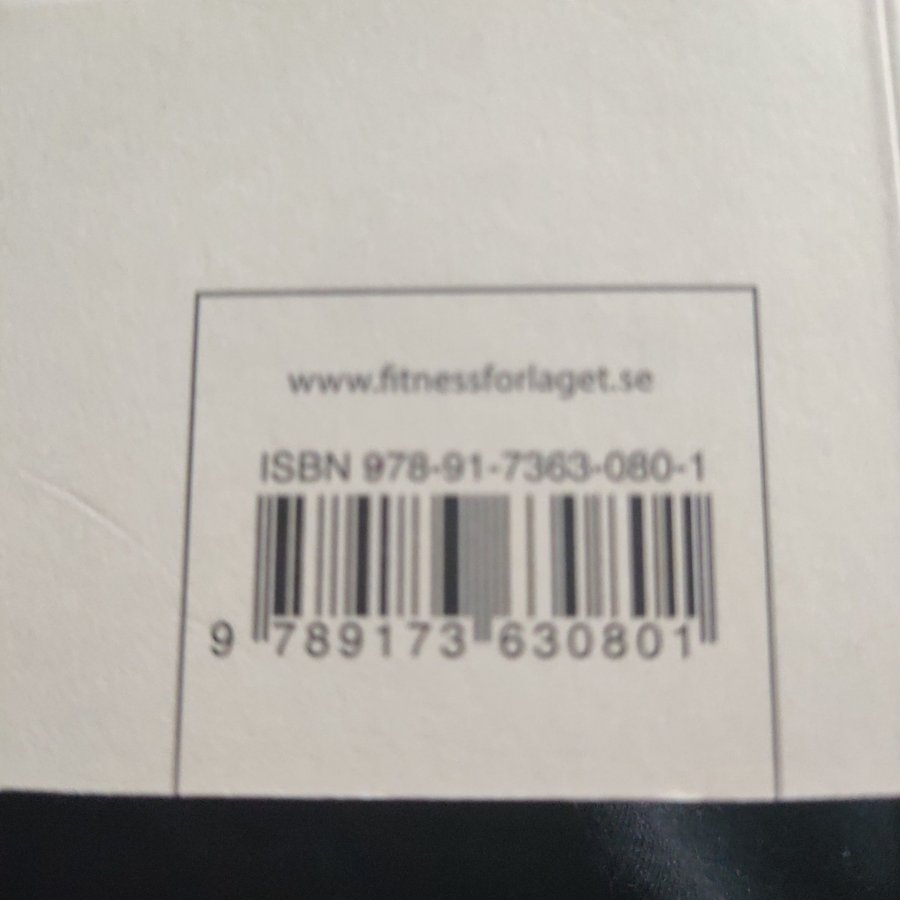 www.fitnessforlaget.se
ISBN 978-91-7363-080-1
9 789173 630801